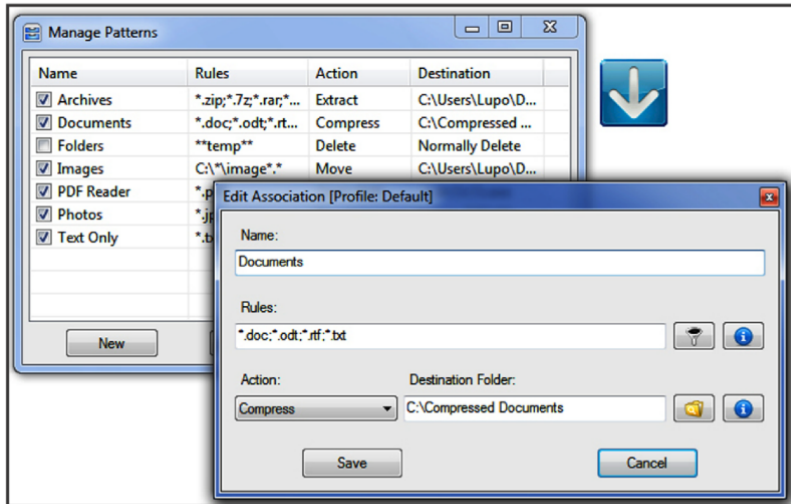 Manage Patterns
Name Rules Action Destination
Archives *.zip;*.7z;*.rar;*... Extract C:\Users\Lupo\D...
Documents *.doc;*.odt;*.rt... Compress C:\Compressed ...
Folders **temp** Delete Normally Delete
Images C:\*\image*.* Move C:\Users\Lupo\D...
PDF Reader
Photos
Text Only
New
Edit Association [Profile: Default]
Name:
Documents
Rules:
*.doc;*.odt;*.rtf;*.txt
Action: Destination Folder:
Compress C:\Compressed Documents
Save Cancel